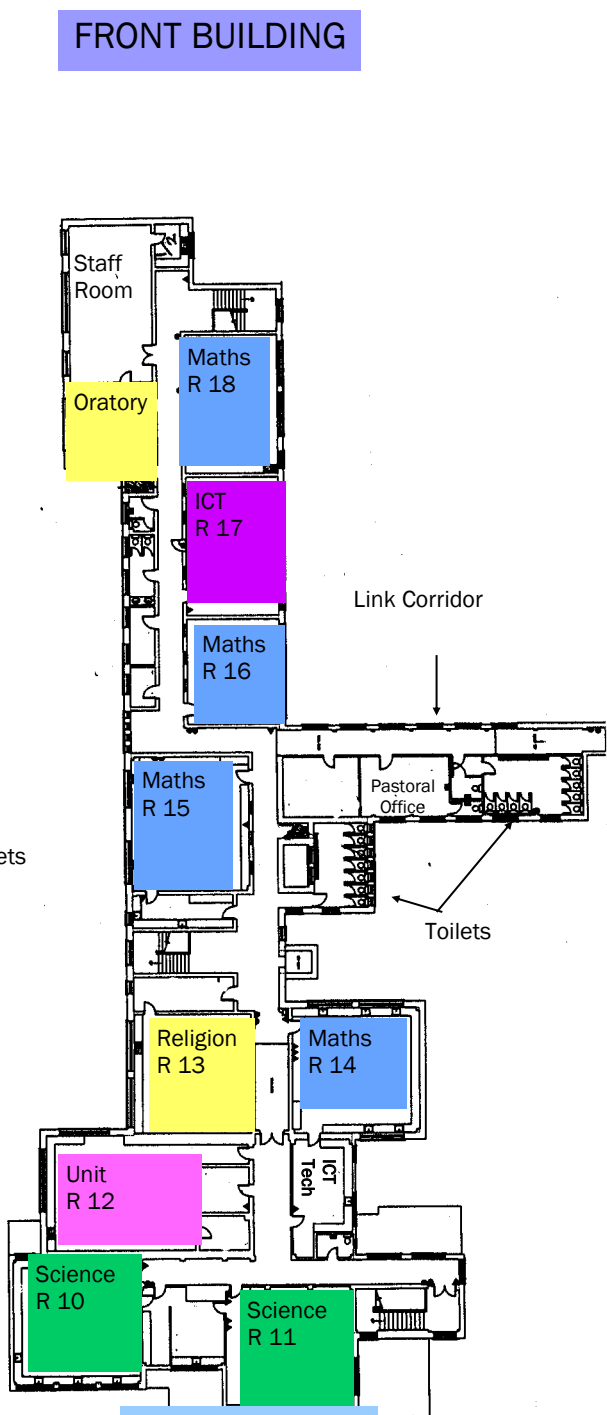 FRONT BUILDING
Staff
Room
Maths
R 18
Oratory
ICT
R 17
Link Corridor
Maths
R 16
Maths
R 15
Pastoral
Office
ets
Toilets
Religion
R 13
Maths
R 14
Unit
R 12
ICT
Tech
Science
R 10
Science
R 11